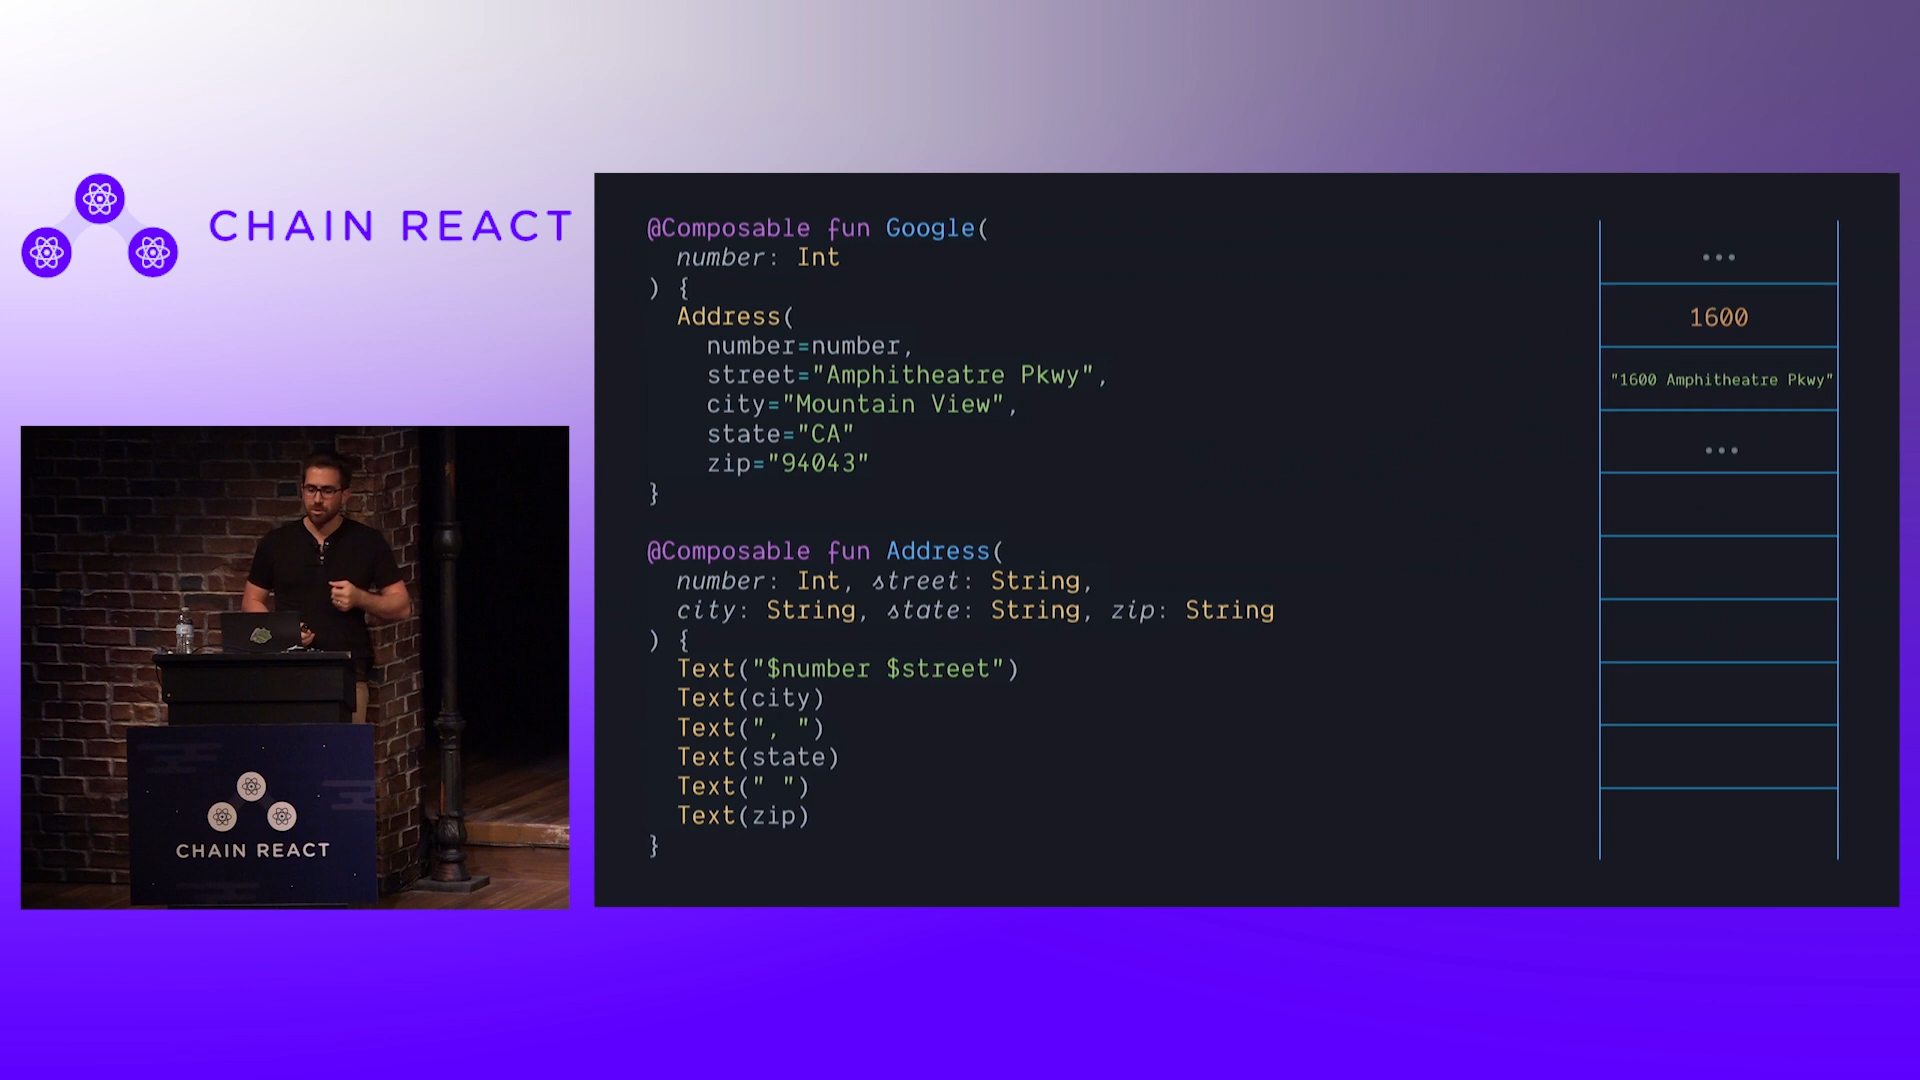 CHAIN REACT
@Composable fun Google(
number: Int
) {
Address(
number=number,
street="Amphitheatre Pkwy",
city="Mountain View",
state="CA"
zip="94043"
}
@Composable fun Address(
number: Int, street: String,
city: String, state: String, zip: String
) {
Text("$number $street")
Text(city)
Text(", ")
Text(state)
Text(" ")
Text(zip)
}
...
1600
"1600 Amphitheatre Pkwy"
...
CHAIN REACT